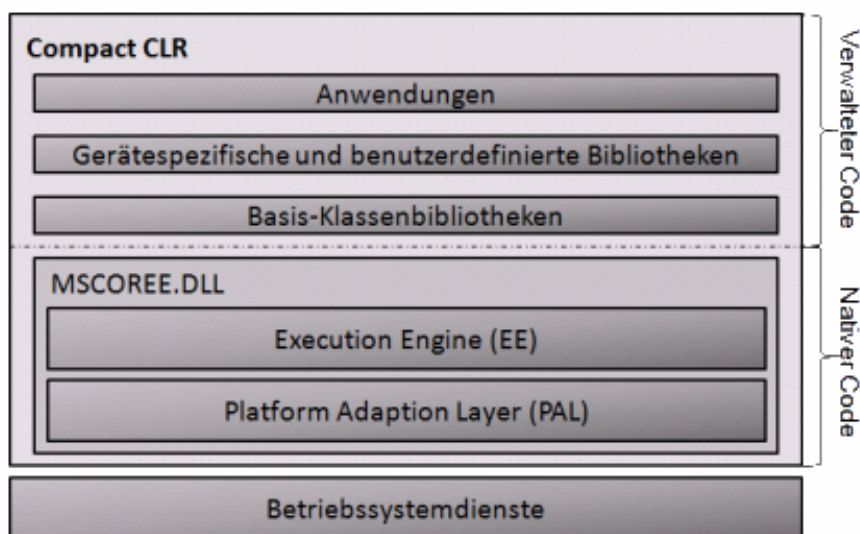 Compact CLR
Anwendungen
Gerätespezifische und benutzerdefinierte Bibliotheken
Basis-Klassenbibliotheken
Verwalteter Code
MSCOREE.DLL
Execution Engine (EE)
Platform Adaption Layer (PAL)
Nativer Code
Betriebssystemdienste